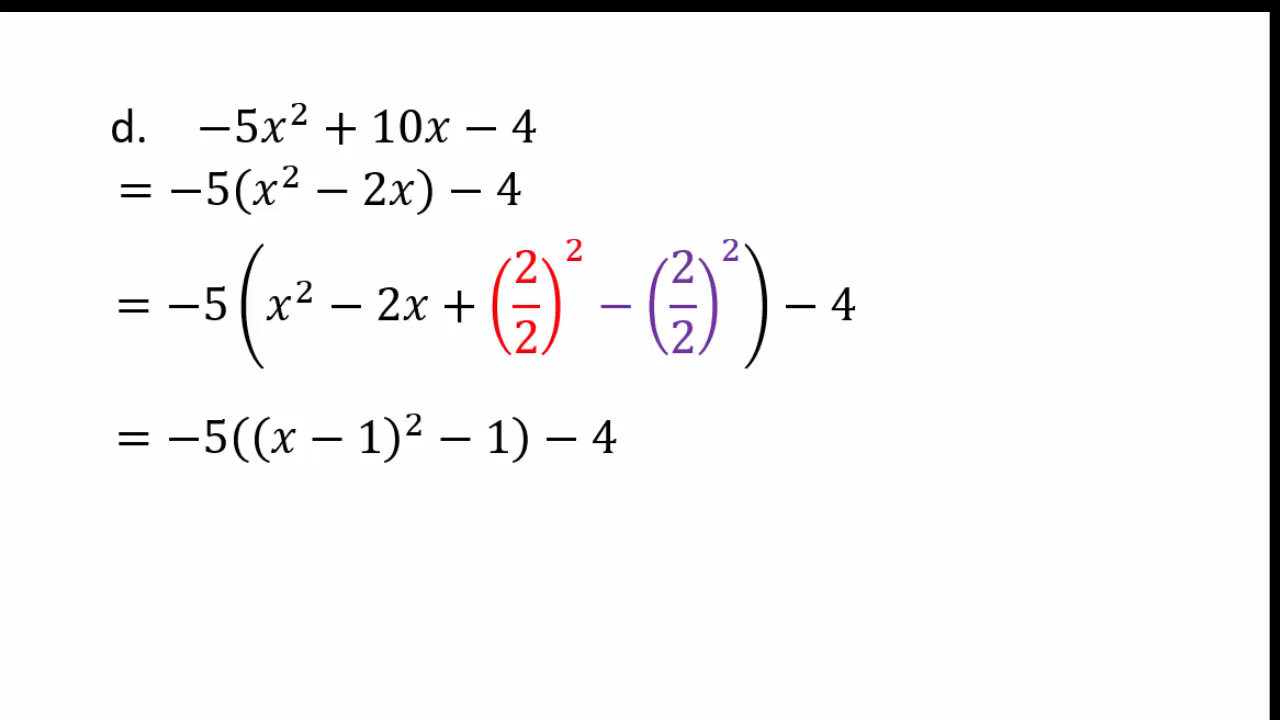 d. −5x² + 10x − 4
= −5(x² − 2x) − 4
= −5(x² − 2x + (2/2)² − (2/2)²) − 4
= −5((x − 1)² − 1) − 4